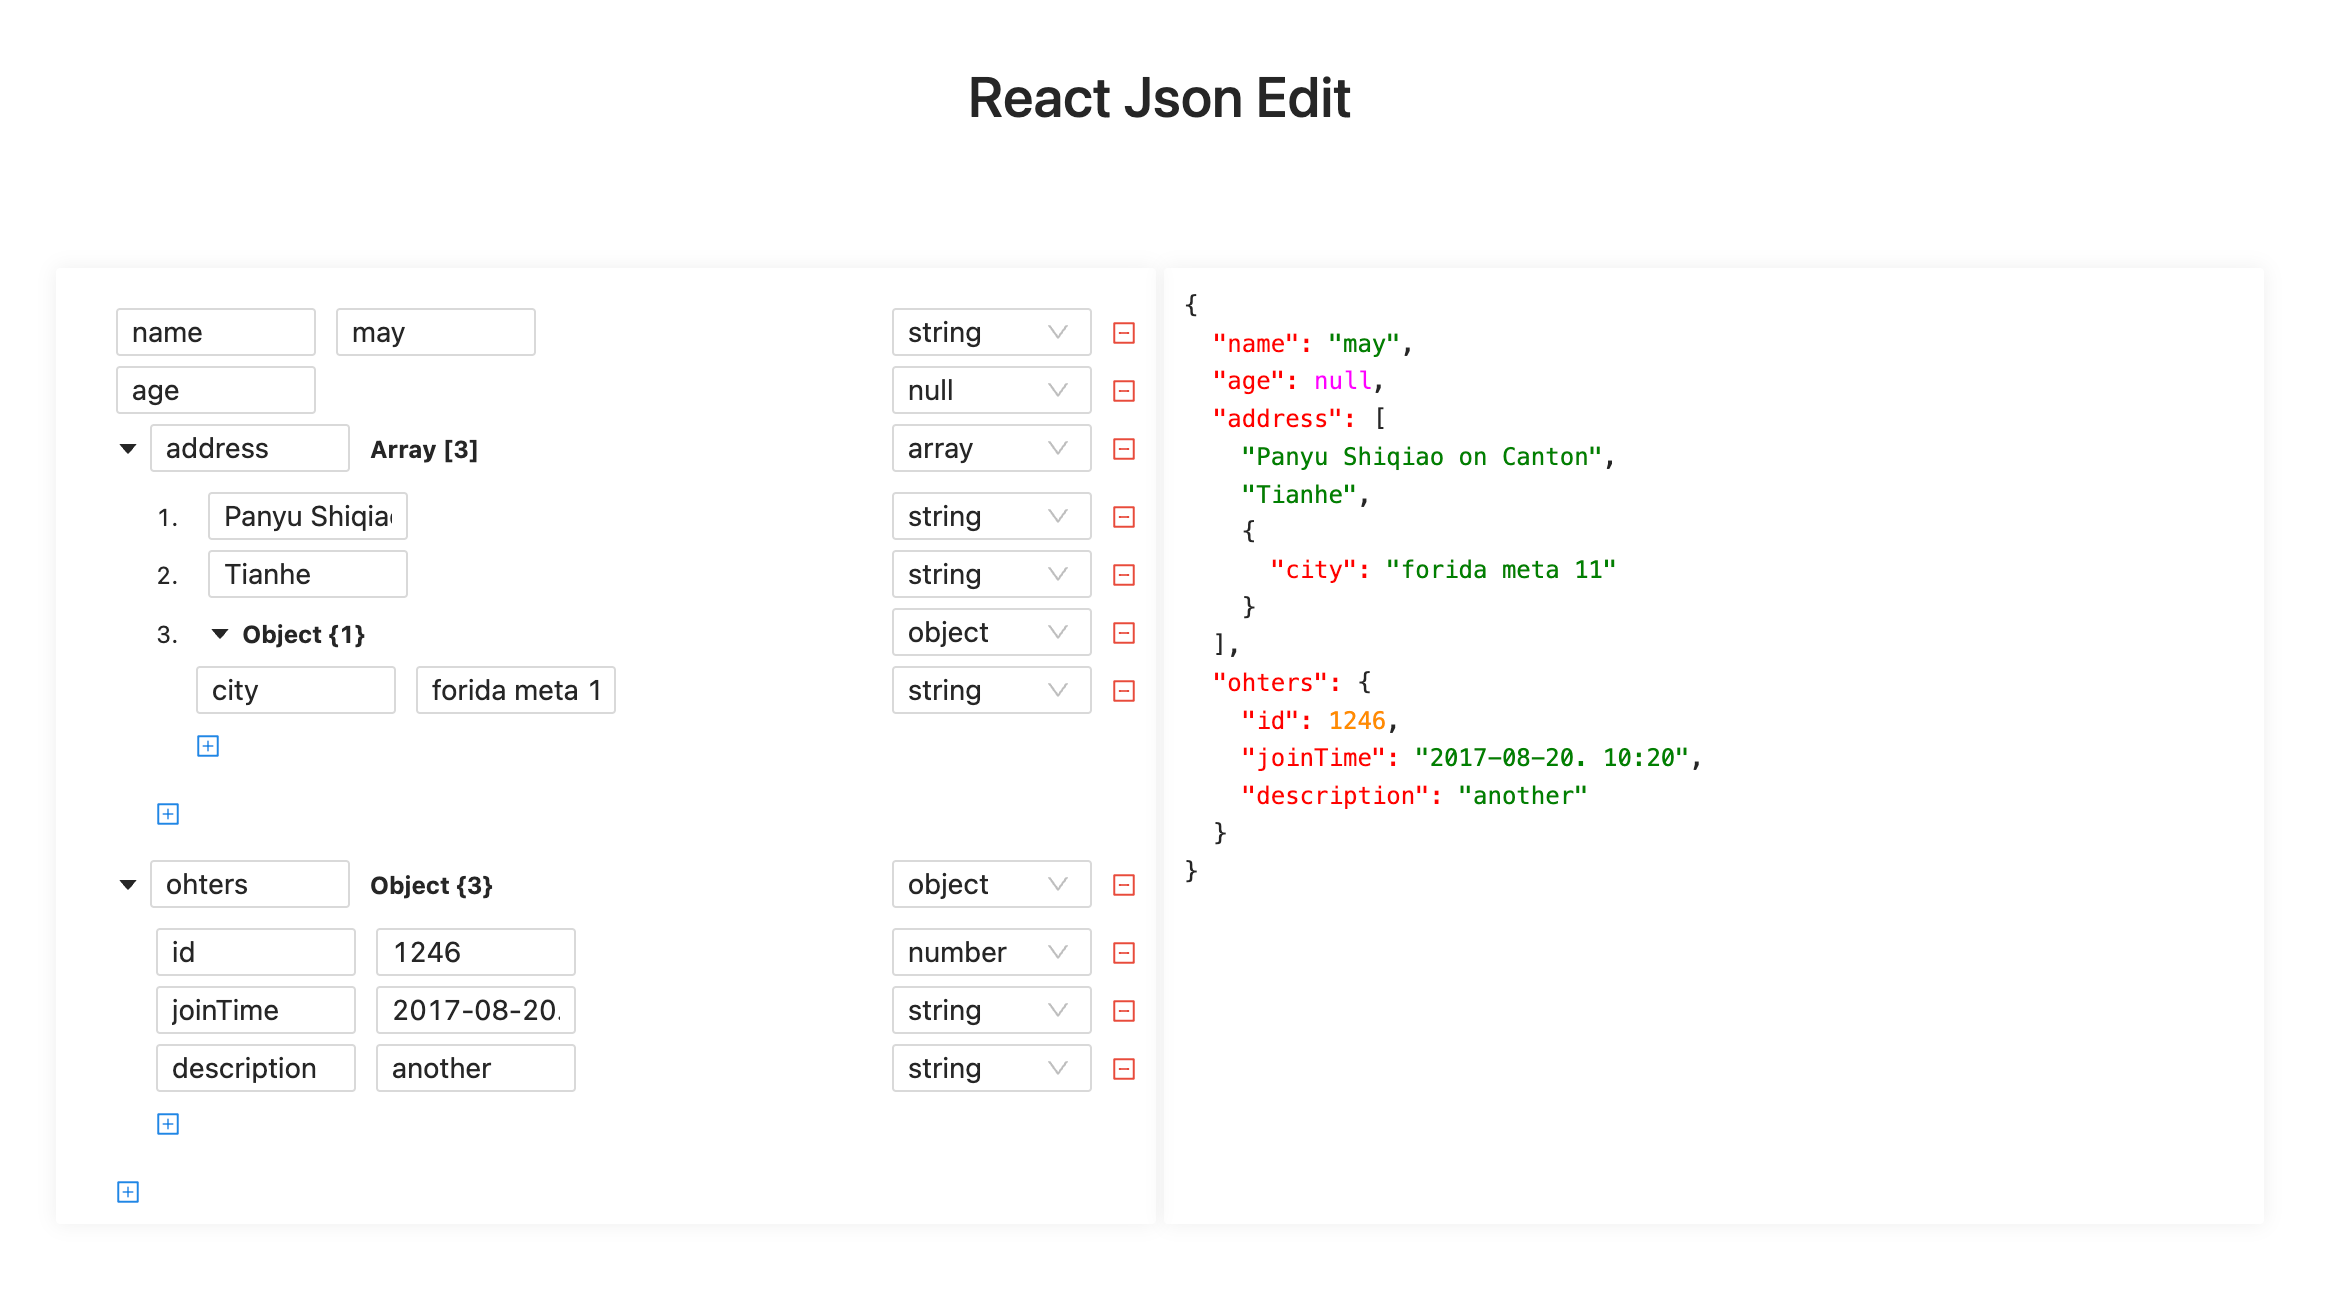 React Json Edit
name may string
age null
address Array [3] array
1. Panyu Shiqia string
2. Tianhe string
3. Object {1} object
city forida meta 1 string
ohters Object {3} object
id 1246 number
joinTime 2017-08-20. string
description another string
{
"name": "may",
"age": null,
"address": [
"Panyu Shiqiao on Canton",
"Tianhe",
{
"city": "forida meta 11"
}
],
"ohters": {
"id": 1246,
"joinTime": "2017-08-20. 10:20",
"description": "another"
}
}